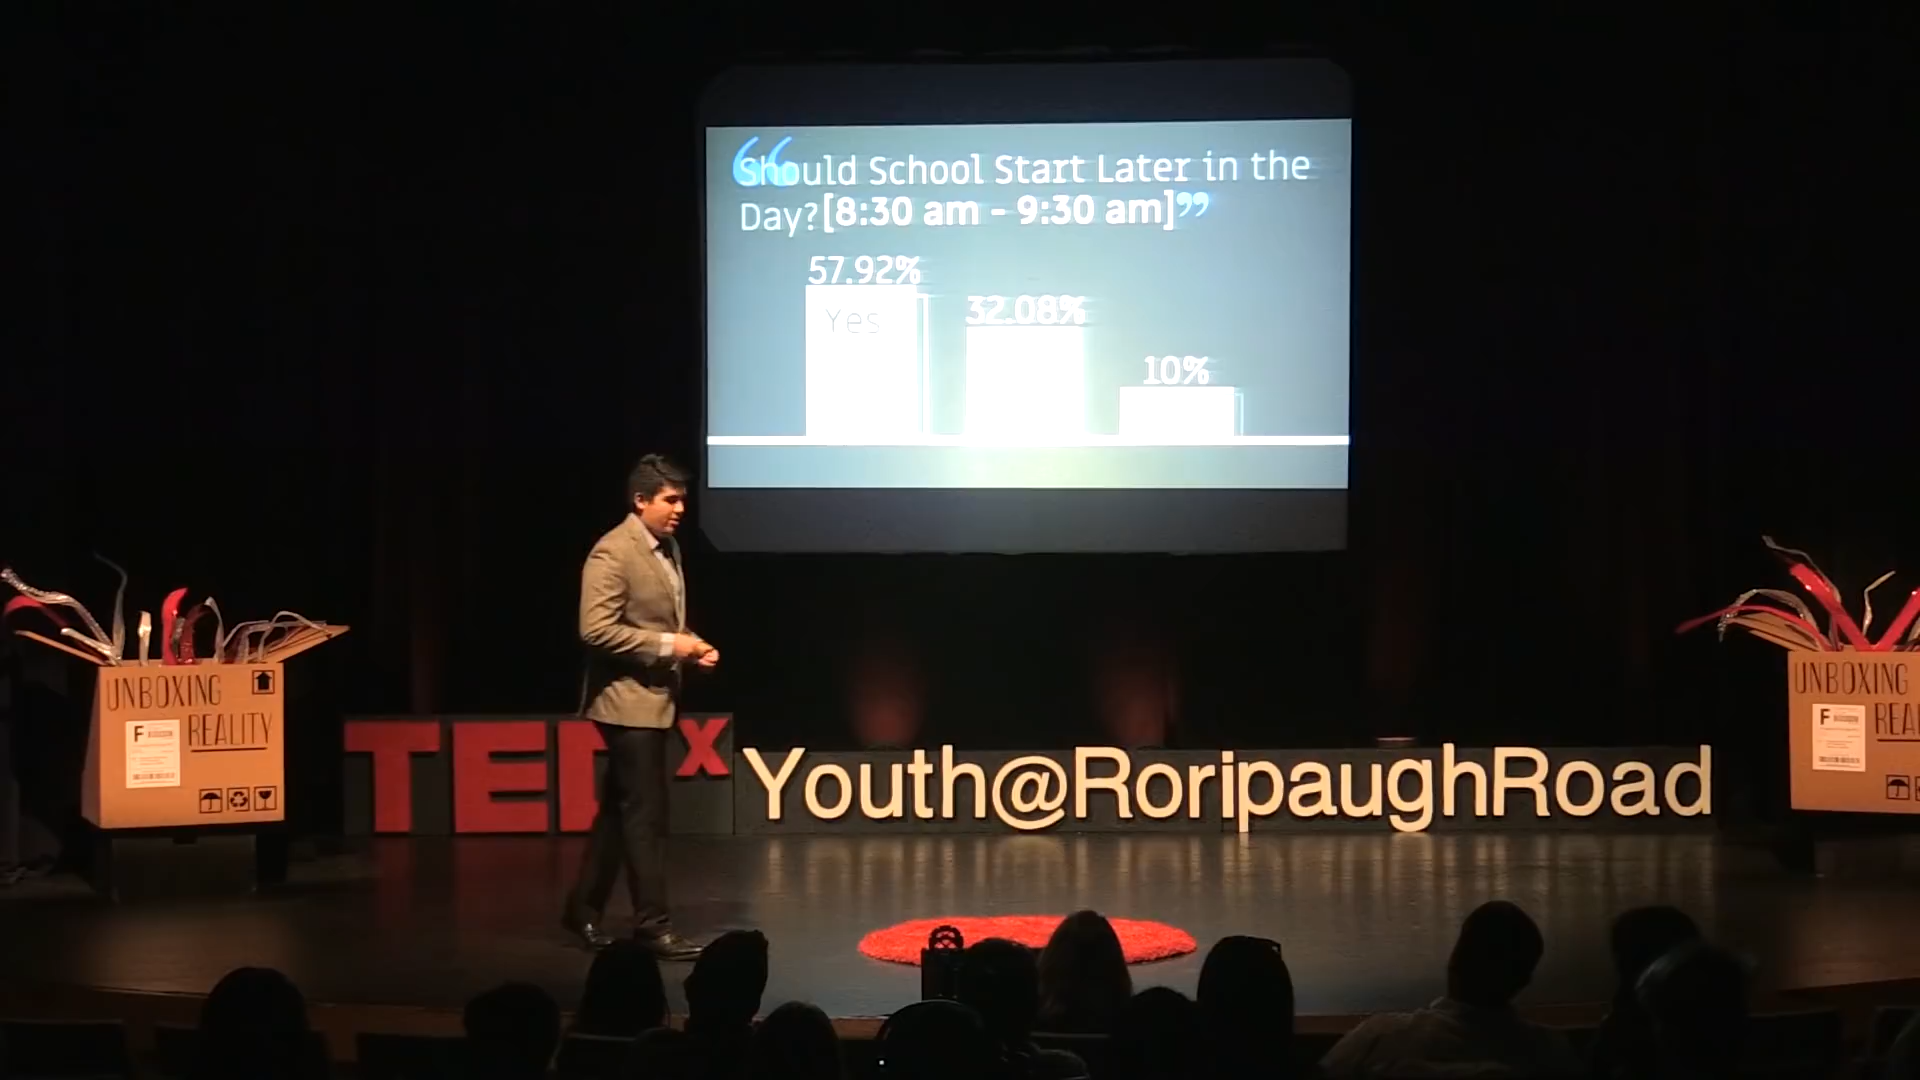 “Should School Start Later in the
Day?[8:30 am - 9:30 am]”
57.92%
32.08%
10%
Yes
UNBOXING
REALITY
F
TEDx
Youth@RoripaughRoad
UNBOXING
REA
F